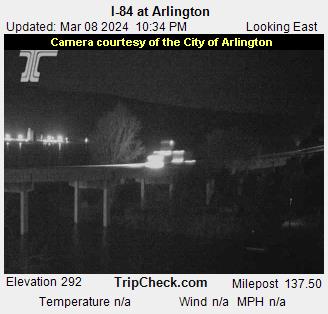 I-84 at Arlington
Updated: Mar 08 2024 10:34 PM Looking East
Camera courtesy of the City of Arlington
Elevation 292 TripCheck.com Milepost 137.50
Temperature n/a Wind n/a MPH n/a